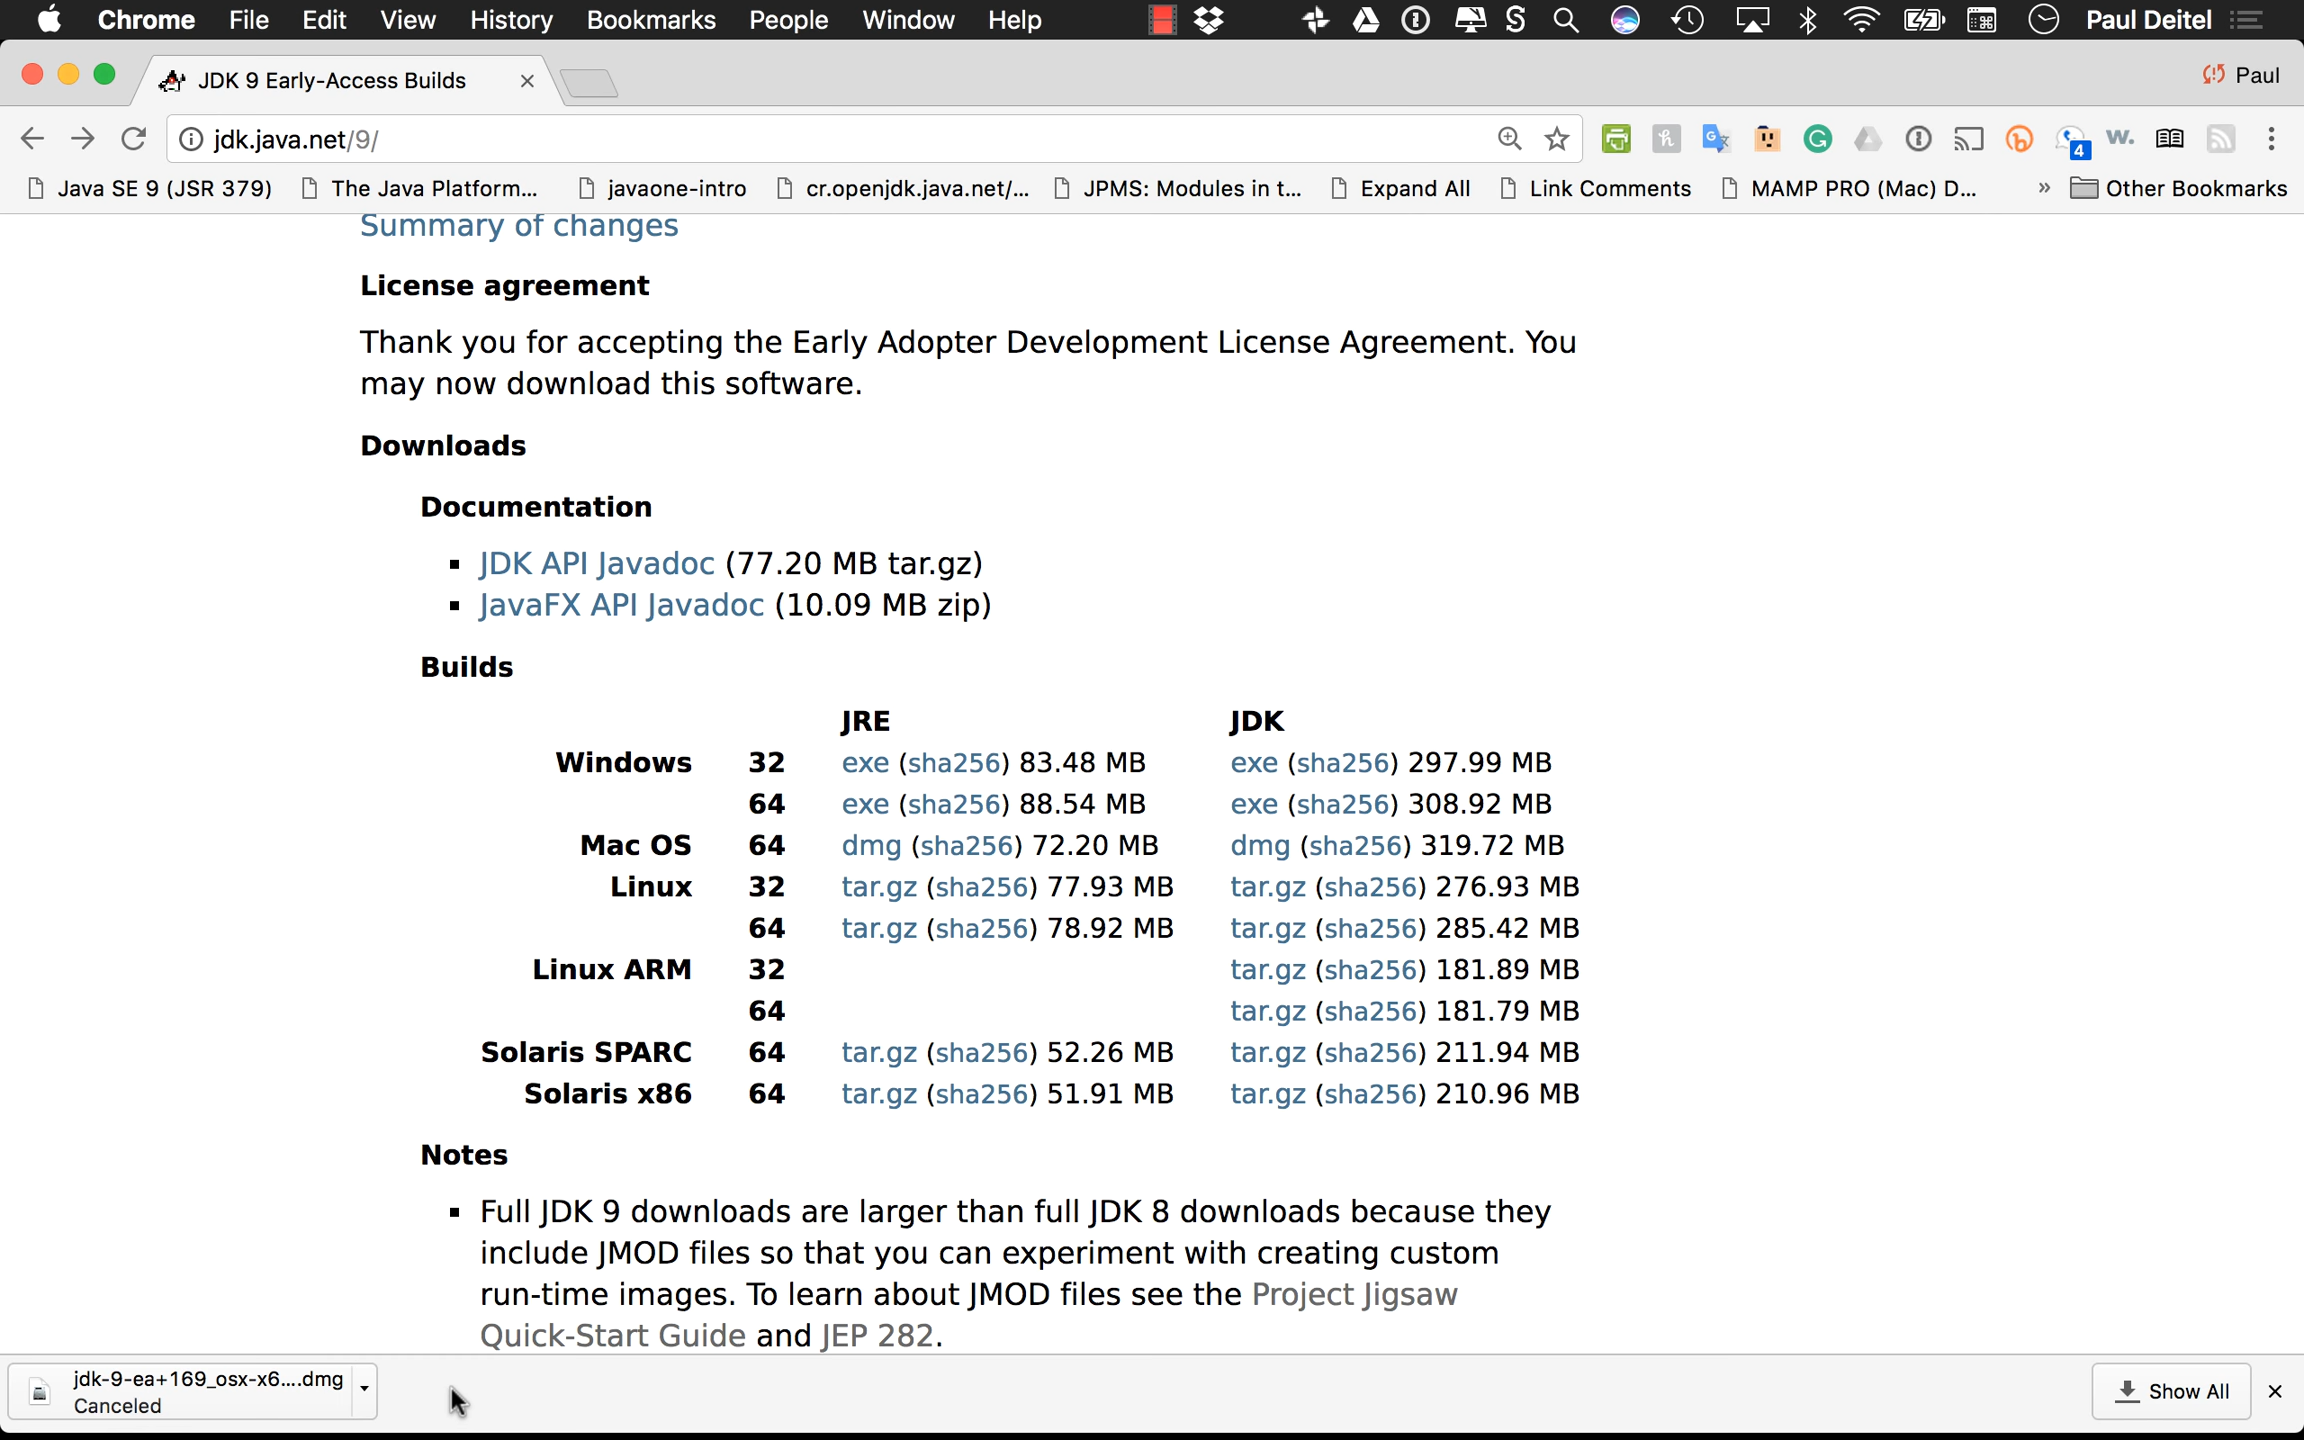 Chrome File Edit View History Bookmarks People Window Help Paul Deitel
JDK 9 Early-Access Builds Paul
jdk.java.net/9/
4
Java SE 9 (JSR 379) The Java Platform... javaone-intro cr.openjdk.java.net/... JPMS: Modules in t... Expand All Link Comments MAMP PRO (Mac) D... » Other Bookmarks
Summary of changes
License agreement
Thank you for accepting the Early Adopter Development License Agreement. You
may now download this software.
Downloads
Documentation
▪ JDK API Javadoc (77.20 MB tar.gz)
▪ JavaFX API Javadoc (10.09 MB zip)
Builds
JRE JDK
Windows 32 exe (sha256) 83.48 MB exe (sha256) 297.99 MB
64 exe (sha256) 88.54 MB exe (sha256) 308.92 MB
Mac OS 64 dmg (sha256) 72.20 MB dmg (sha256) 319.72 MB
Linux 32 tar.gz (sha256) 77.93 MB tar.gz (sha256) 276.93 MB
64 tar.gz (sha256) 78.92 MB tar.gz (sha256) 285.42 MB
Linux ARM 32 tar.gz (sha256) 181.89 MB
64 tar.gz (sha256) 181.79 MB
Solaris SPARC 64 tar.gz (sha256) 52.26 MB tar.gz (sha256) 211.94 MB
Solaris x86 64 tar.gz (sha256) 51.91 MB tar.gz (sha256) 210.96 MB
Notes
▪ Full JDK 9 downloads are larger than full JDK 8 downloads because they
include JMOD files so that you can experiment with creating custom
run-time images. To learn about JMOD files see the Project Jigsaw
Quick-Start Guide and JEP 282.
jdk-9-ea+169_osx-x6....dmg
Canceled
Show All